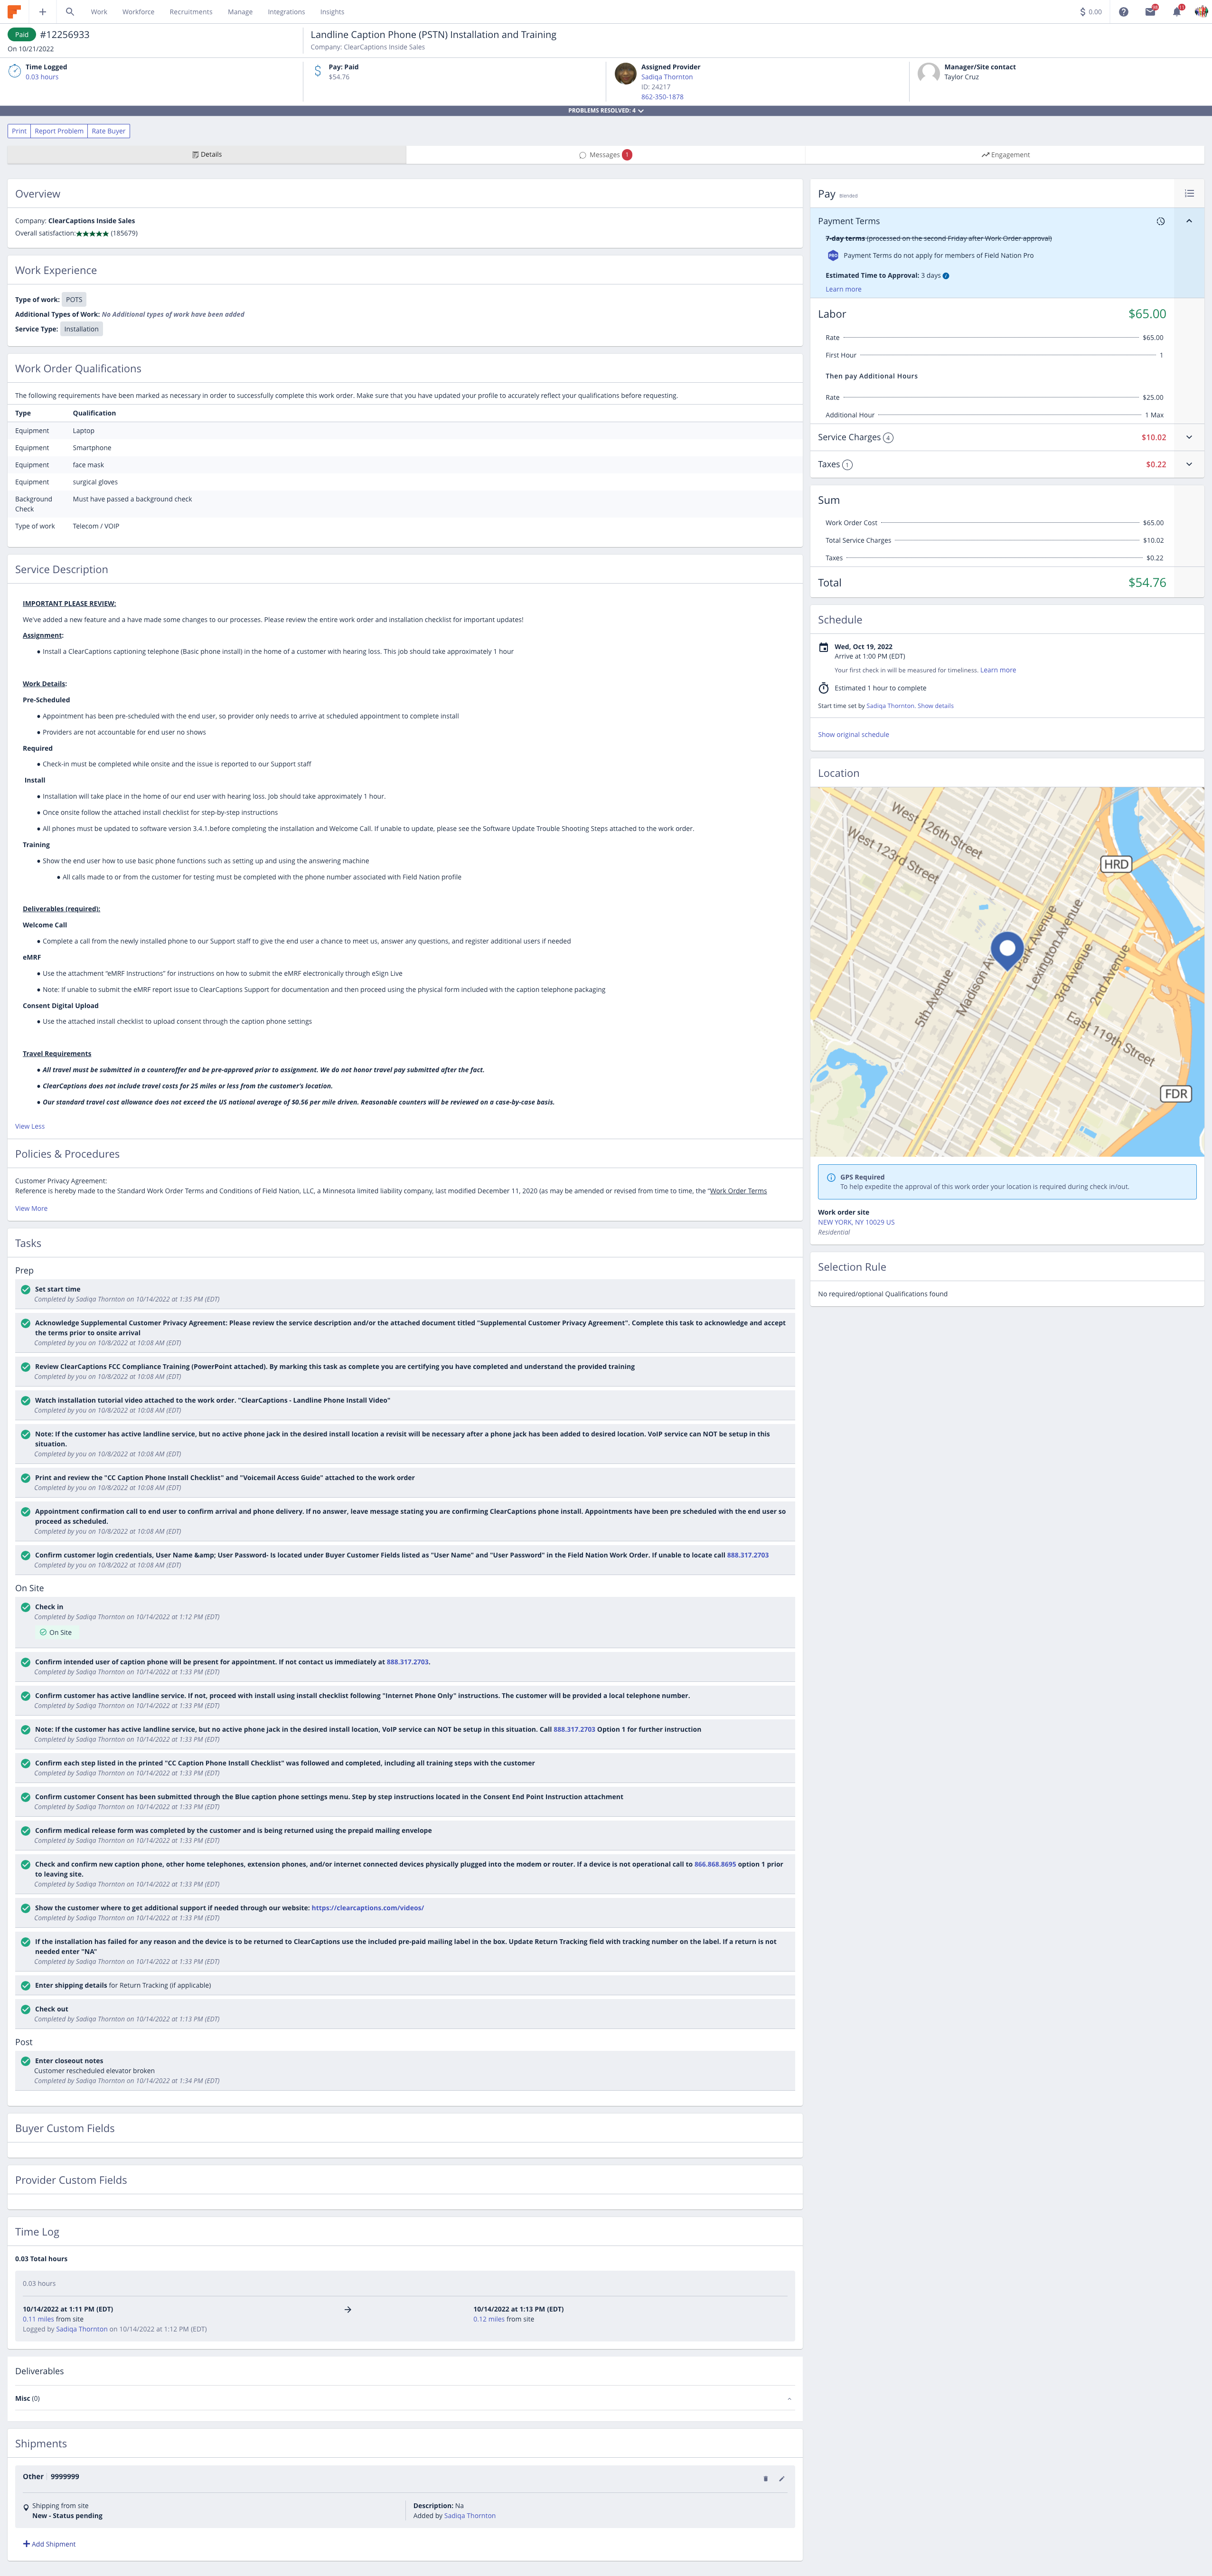 Work Workforce Recruitments Manage Integrations Insights $ 0.00
Paid #12256933
On 10/21/2022
Landline Caption Phone (PSTN) Installation and Training
Company: ClearCaptions Inside Sales
Time Logged
0.03 hours
Pay: Paid
$54.76
Assigned Provider
Sadiqa Thornton
ID: 24217
862-350-1878
Manager/Site contact
Taylor Cruz
PROBLEMS RESOLVED: 4
Print Report Problem Rate Buyer
Details Messages 1 Engagement
Overview
Company: ClearCaptions Inside Sales
Overall satisfaction:★★★★★ (185679)
Work Experience
Type of work: POTS
Additional Types of Work: No Additional types of work have been added
Service Type: Installation
Work Order Qualifications
The following requirements have been marked as necessary in order to successfully complete this work order. Make sure that you have updated your profile to accurately reflect your qualifications before requesting.
Type Qualification
Equipment Laptop
Equipment Smartphone
Equipment face mask
Equipment surgical gloves
Background Must have passed a background check
Check
Type of work Telecom / VOIP
Service Description
IMPORTANT PLEASE REVIEW:
We've added a new feature and a have made some changes to our processes. Please review the entire work order and installation checklist for important updates!
Assignment:
● Install a ClearCaptions captioning telephone (Basic phone install) in the home of a customer with hearing loss. This job should take approximately 1 hour
Work Details:
Pre-Scheduled
● Appointment has been pre-scheduled with the end user, so provider only needs to arrive at scheduled appointment to complete install
● Providers are not accountable for end user no shows
Required
● Check-in must be completed while onsite and the issue is reported to our Support staff
Install
● Installation will take place in the home of our end user with hearing loss. Job should take approximately 1 hour.
● Once onsite follow the attached install checklist for step-by-step instructions
● All phones must be updated to software version 3.4.1.before completing the installation and Welcome Call. If unable to update, please see the Software Update Trouble Shooting Steps attached to the work order.
Training
● Show the end user how to use basic phone functions such as setting up and using the answering machine
● All calls made to or from the customer for testing must be completed with the phone number associated with Field Nation profile
Deliverables (required):
Welcome Call
● Complete a call from the newly installed phone to our Support staff to give the end user a chance to meet us, answer any questions, and register additional users if needed
eMRF
● Use the attachment "eMRF Instructions" for instructions on how to submit the eMRF electronically through eSign Live
● Note: If unable to submit the eMRF report issue to ClearCaptions Support for documentation and then proceed using the physical form included with the caption telephone packaging
Consent Digital Upload
● Use the attached install checklist to upload consent through the caption phone settings
Travel Requirements
● All travel must be submitted in a counteroffer and be pre-approved prior to assignment. We do not honor travel pay submitted after the fact.
● ClearCaptions does not include travel costs for 25 miles or less from the customer's location.
● Our standard travel cost allowance does not exceed the US national average of $0.56 per mile driven. Reasonable counters will be reviewed on a case-by-case basis.
View Less
Policies & Procedures
Customer Privacy Agreement:
Reference is hereby made to the Standard Work Order Terms and Conditions of Field Nation, LLC, a Minnesota limited liability company, last modified December 11, 2020 (as may be amended or revised from time to time, the "Work Order Terms
View More
Tasks
Prep
Set start time
Completed by Sadiqa Thornton on 10/14/2022 at 1:35 PM (EDT)
Acknowledge Supplemental Customer Privacy Agreement: Please review the service description and/or the attached document titled "Supplemental Customer Privacy Agreement". Complete this task to acknowledge and accept
the terms prior to onsite arrival
Completed by you on 10/8/2022 at 10:08 AM (EDT)
Review ClearCaptions FCC Compliance Training (PowerPoint attached). By marking this task as complete you are certifying you have completed and understand the provided training
Completed by you on 10/8/2022 at 10:08 AM (EDT)
Watch installation tutorial video attached to the work order. "ClearCaptions - Landline Phone Install Video"
Completed by you on 10/8/2022 at 10:08 AM (EDT)
Note: If the customer has active landline service, but no active phone jack in the desired install location a revisit will be necessary after a phone jack has been added to desired location. VoIP service can NOT be setup in this
situation.
Completed by you on 10/8/2022 at 10:08 AM (EDT)
Print and review the "CC Caption Phone Install Checklist" and "Voicemail Access Guide" attached to the work order
Completed by you on 10/8/2022 at 10:08 AM (EDT)
Appointment confirmation call to end user to confirm arrival and phone delivery. If no answer, leave message stating you are confirming ClearCaptions phone install. Appointments have been pre scheduled with the end user so
proceed as scheduled.
Completed by you on 10/8/2022 at 10:08 AM (EDT)
Confirm customer login credentials, User Name &amp; User Password- Is located under Buyer Customer Fields listed as "User Name" and "User Password" in the Field Nation Work Order. If unable to locate call 888.317.2703
Completed by you on 10/8/2022 at 10:08 AM (EDT)
On Site
Check in
Completed by Sadiqa Thornton on 10/14/2022 at 1:12 PM (EDT)
On Site
Confirm intended user of caption phone will be present for appointment. If not contact us immediately at 888.317.2703.
Completed by Sadiqa Thornton on 10/14/2022 at 1:33 PM (EDT)
Confirm customer has active landline service. If not, proceed with install using install checklist following "Internet Phone Only" instructions. The customer will be provided a local telephone number.
Completed by Sadiqa Thornton on 10/14/2022 at 1:33 PM (EDT)
Note: If the customer has active landline service, but no active phone jack in the desired install location, VoIP service can NOT be setup in this situation. Call 888.317.2703 Option 1 for further instruction
Completed by Sadiqa Thornton on 10/14/2022 at 1:33 PM (EDT)
Confirm each step listed in the printed "CC Caption Phone Install Checklist" was followed and completed, including all training steps with the customer
Completed by Sadiqa Thornton on 10/14/2022 at 1:33 PM (EDT)
Confirm customer Consent has been submitted through the Blue caption phone settings menu. Step by step instructions located in the Consent End Point Instruction attachment
Completed by Sadiqa Thornton on 10/14/2022 at 1:33 PM (EDT)
Confirm medical release form was completed by the customer and is being returned using the prepaid mailing envelope
Completed by Sadiqa Thornton on 10/14/2022 at 1:33 PM (EDT)
Check and confirm new caption phone, other home telephones, extension phones, and/or internet connected devices physically plugged into the modem or router. If a device is not operational call to 866.868.8695 option 1 prior
to leaving site.
Completed by Sadiqa Thornton on 10/14/2022 at 1:33 PM (EDT)
Show the customer where to get additional support if needed through our website: https://clearcaptions.com/videos/
Completed by Sadiqa Thornton on 10/14/2022 at 1:33 PM (EDT)
If the installation has failed for any reason and the device is to be returned to ClearCaptions use the included pre-paid mailing label in the box. Update Return Tracking field with tracking number on the label. If a return is not
needed enter "NA"
Completed by Sadiqa Thornton on 10/14/2022 at 1:33 PM (EDT)
Enter shipping details for Return Tracking (if applicable)
Check out
Completed by Sadiqa Thornton on 10/14/2022 at 1:13 PM (EDT)
Post
Enter closeout notes
Customer rescheduled elevator broken
Completed by Sadiqa Thornton on 10/14/2022 at 1:34 PM (EDT)
Buyer Custom Fields
Provider Custom Fields
Time Log
0.03 Total hours
0.03 hours
10/14/2022 at 1:11 PM (EDT) 10/14/2022 at 1:13 PM (EDT)
0.11 miles from site 0.12 miles from site
Logged by Sadiqa Thornton on 10/14/2022 at 1:12 PM (EDT)
Deliverables
Misc (0)
Shipments
Other 9999999
Shipping from site
New - Status pending
Description: Na
Added by Sadiqa Thornton
Add Shipment
Pay Blended
Payment Terms
7-day terms (processed on the second Friday after Work Order approval)
PRO Payment Terms do not apply for members of Field Nation Pro
Estimated Time to Approval: 3 days
Learn more
Labor $65.00
Rate $65.00
First Hour 1
Then pay Additional Hours
Rate $25.00
Additional Hour 1 Max
Service Charges 4 $10.02
Taxes 1 $0.22
Sum
Work Order Cost $65.00
Total Service Charges $10.02
Taxes $0.22
Total $54.76
Schedule
Wed, Oct 19, 2022
Arrive at 1:00 PM (EDT)
Your first check in will be measured for timeliness. Learn more
Estimated 1 hour to complete
Start time set by Sadiqa Thornton. Show details
Show original schedule
Location
West 126th Street
West 123rd Street
HRD
5th Avenue
Madison Av
rk Avenue
Lexington Avenue
3rd Avenue
2nd Avenue
East 119th Street
FDR
GPS Required
To help expedite the approval of this work order your location is required during check in/out.
Work order site
NEW YORK, NY 10029 US
Residential
Selection Rule
No required/optional Qualifications found